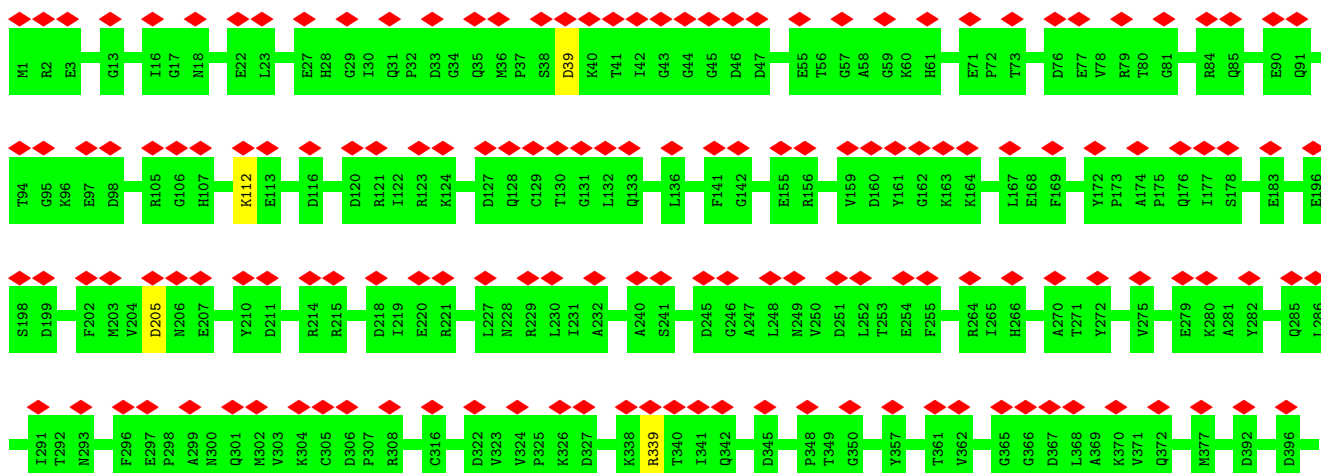 M1 R2 E3 G13 I16 G17 N18 E22 L23 E27 H28 G29 I30 Q31 P32 D33 G34 Q35 M36 P37 S38 D39 K40 T41 I42 G43 G44 G45 D46 D47 E55 T56 G57 A58 G59 K60 H61 E71 P72 T73 D76 E77 V78 R79 T80 G81 R84 Q85 E90 Q91
T94 G95 K96 E97 D98 R105 G106 H107 K112 E113 D116 D120 R121 I122 R123 K124 D127 Q128 C129 T130 G131 L132 Q133 L136 F141 G142 E155 R156 V159 D160 Y161 G162 K163 K164 L167 E168 F169 Y172 P173 A174 P175 Q176 I177 S178 E183 E196
S198 D199 F202 M203 V204 D205 N206 E207 Y210 D211 R214 R215 D218 I219 E220 R221 L227 N228 R229 L230 I231 A232 A240 S241 D245 G246 A247 L248 N249 V250 D251 L252 T253 E254 F255 R264 I265 H266 A270 T271 Y272 V275 E279 K280 A281 Y282 Q285 L286
I291 T292 N293 F296 E297 P298 A299 N300 Q301 M302 V303 K304 C305 D306 P307 R308 C316 D322 V323 V324 P325 K326 D327 K338 R339 T340 I341 Q342 D345 P348 T349 G350 Y357 T361 V362 G365 G366 D367 L368 A369 K370 V371 Q372 M377 D392 D396